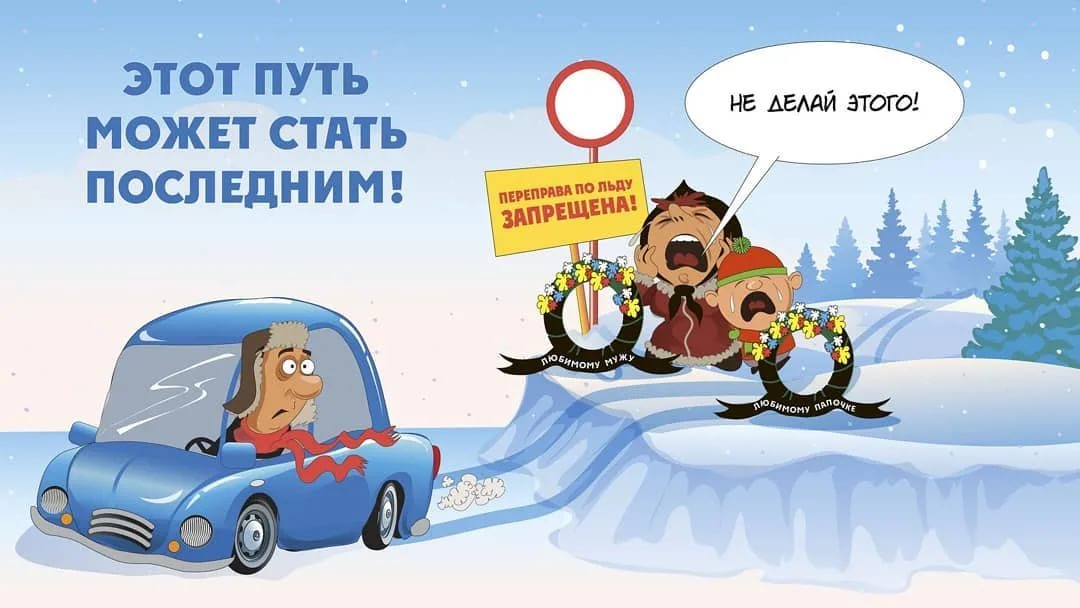 ЭТОТ ПУТЬ
МОЖЕТ СТАТЬ
ПОСЛЕДНИМ!
НЕ ДЕЛАЙ ЭТОГО!
ПЕРЕПРАВА ПО ЛЬДУ
ЗАПРЕЩЕНА!
ЛЮБИМОМУ МУЖУ
ЛЮБИМОМУ ПАПОЧКЕ